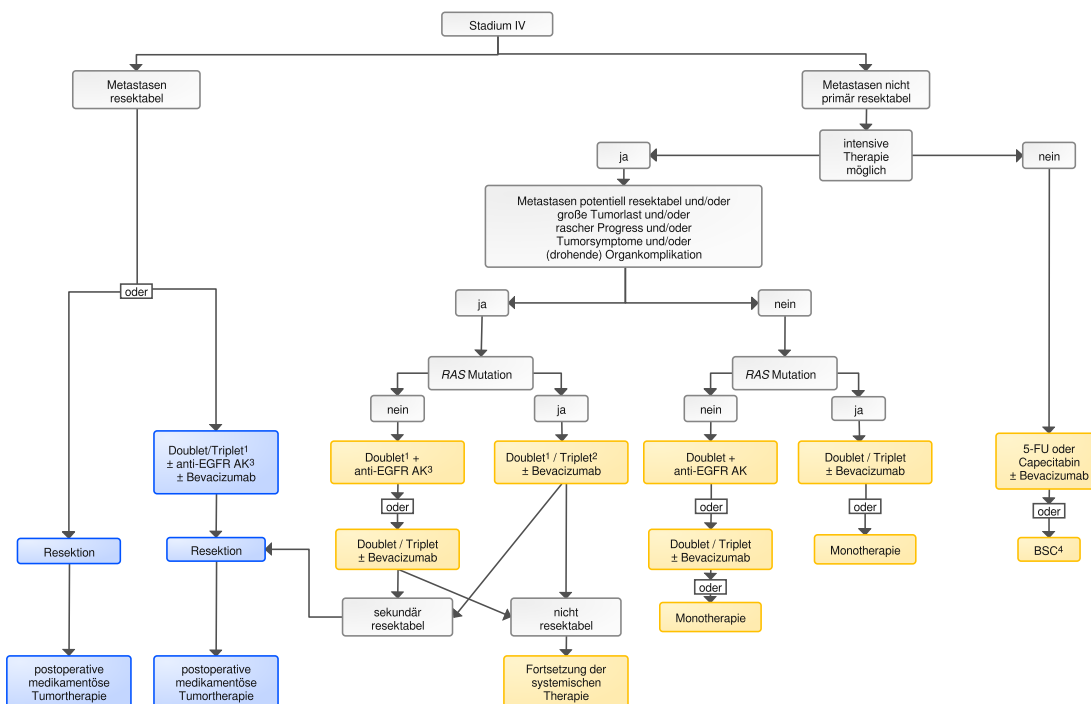 Stadium IV
Metastasen
resektabel
Metastasen nicht
primär resektabel
intensive
Therapie
möglich
ja
nein
Metastasen potentiell resektabel und/oder
große Tumorlast und/oder
rascher Progress und/oder
Tumorsymptome und/oder
(drohende) Organkomplikation
oder
ja
nein
RAS Mutation
RAS Mutation
nein
ja
nein
ja
Doublet/Triplet¹
± anti-EGFR AK³
± Bevacizumab
Doublet¹ +
anti-EGFR AK³
Doublet¹ / Triplet²
± Bevacizumab
Doublet +
anti-EGFR AK
Doublet / Triplet
± Bevacizumab
5-FU oder
Capecitabin
± Bevacizumab
oder
oder
oder
oder
Resektion
Resektion
Doublet / Triplet
± Bevacizumab
Doublet / Triplet
± Bevacizumab
Monotherapie
BSC⁴
oder
sekundär
resektabel
nicht
resektabel
Monotherapie
postoperative
medikamentöse
Tumortherapie
postoperative
medikamentöse
Tumortherapie
Fortsetzung der
systemischen
Therapie